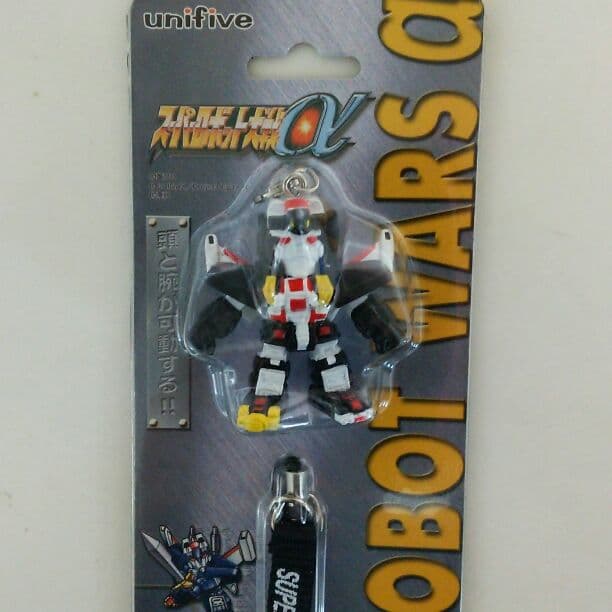 unifive
スーパーロボット大戦α
頭と腕が可動する!!
ROBOT WARS α
SUPE